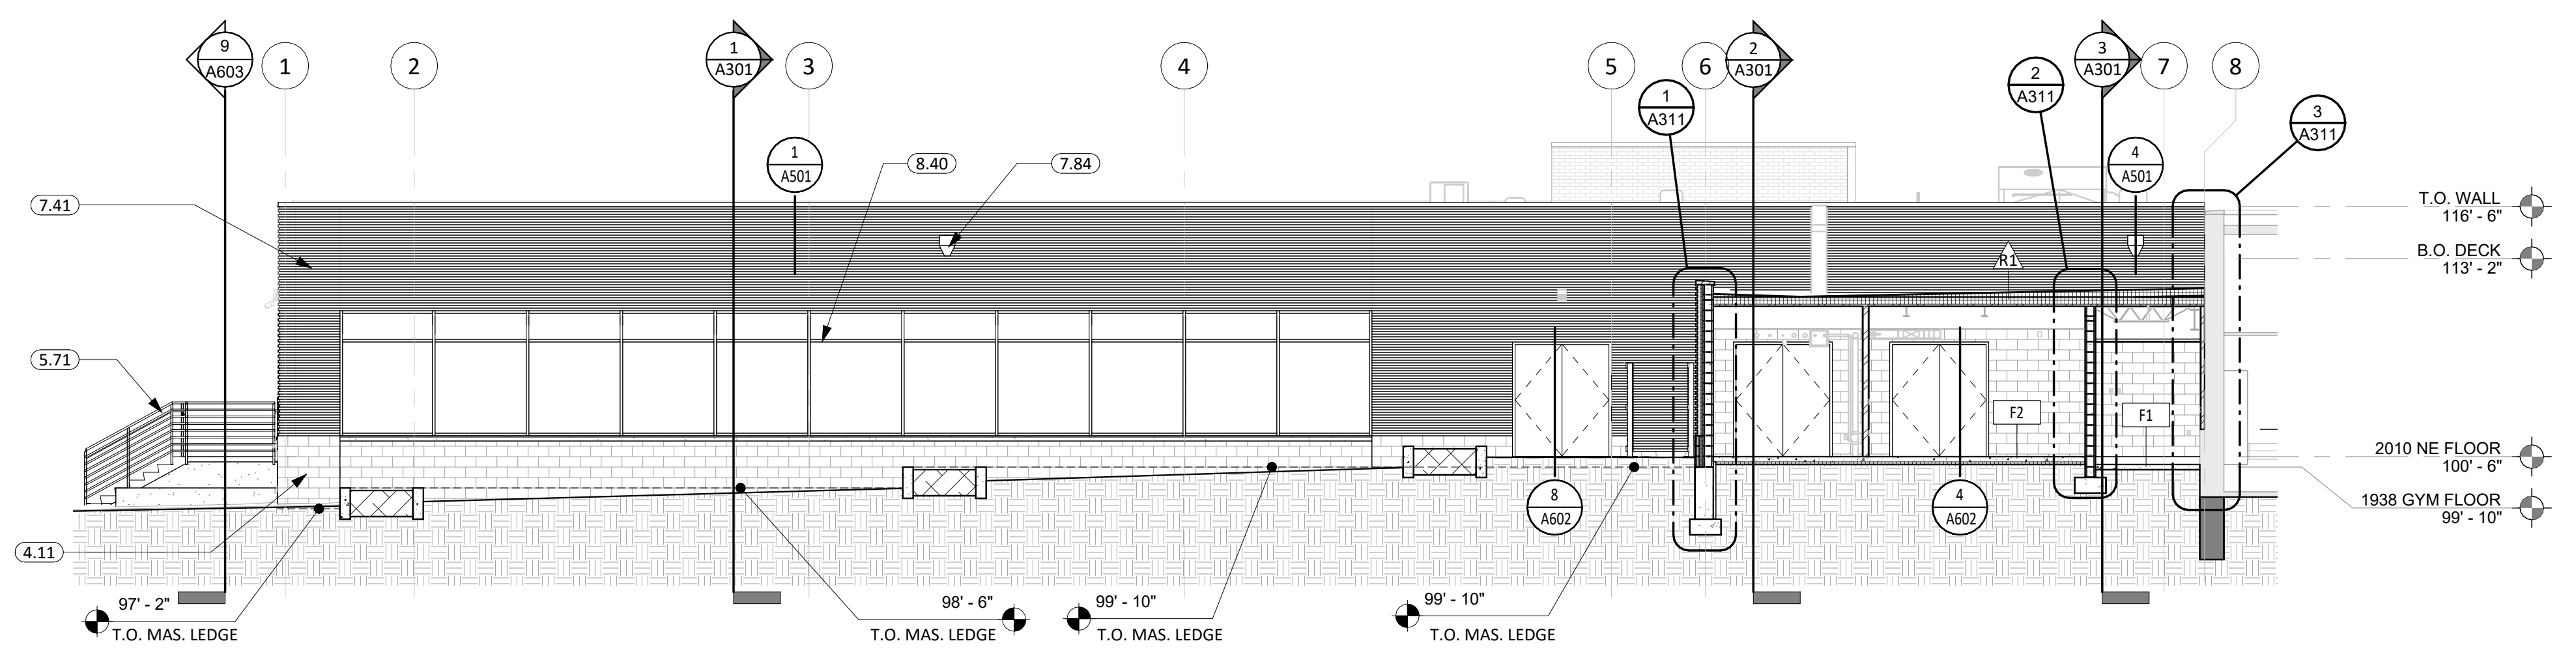 9
A603
1
2
1
A301
3
4
5
6
2
A301
3
A301
7
8
1
A311
2
A311
3
A311
1
A501
4
A501
8.40
7.84
7.41
T.O. WALL
116' - 6"
B.O. DECK
113' - 2"
R1
5.71
F2
F1
2010 NE FLOOR
100' - 6"
1938 GYM FLOOR
99' - 10"
8
A602
4
A602
4.11
97' - 2"
T.O. MAS. LEDGE
98' - 6"
T.O. MAS. LEDGE
99' - 10"
T.O. MAS. LEDGE
99' - 10"
T.O. MAS. LEDGE